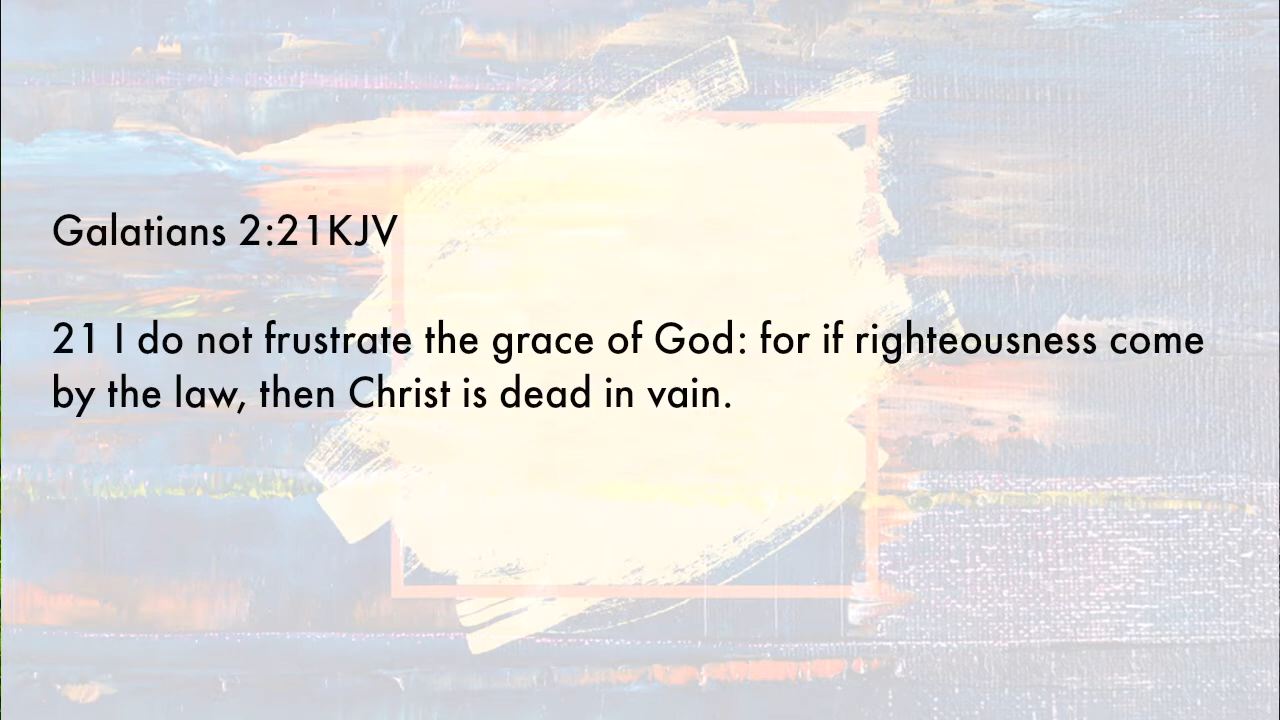 Galatians 2:21KJV
21 I do not frustrate the grace of God: for if righteousness come
by the law, then Christ is dead in vain.